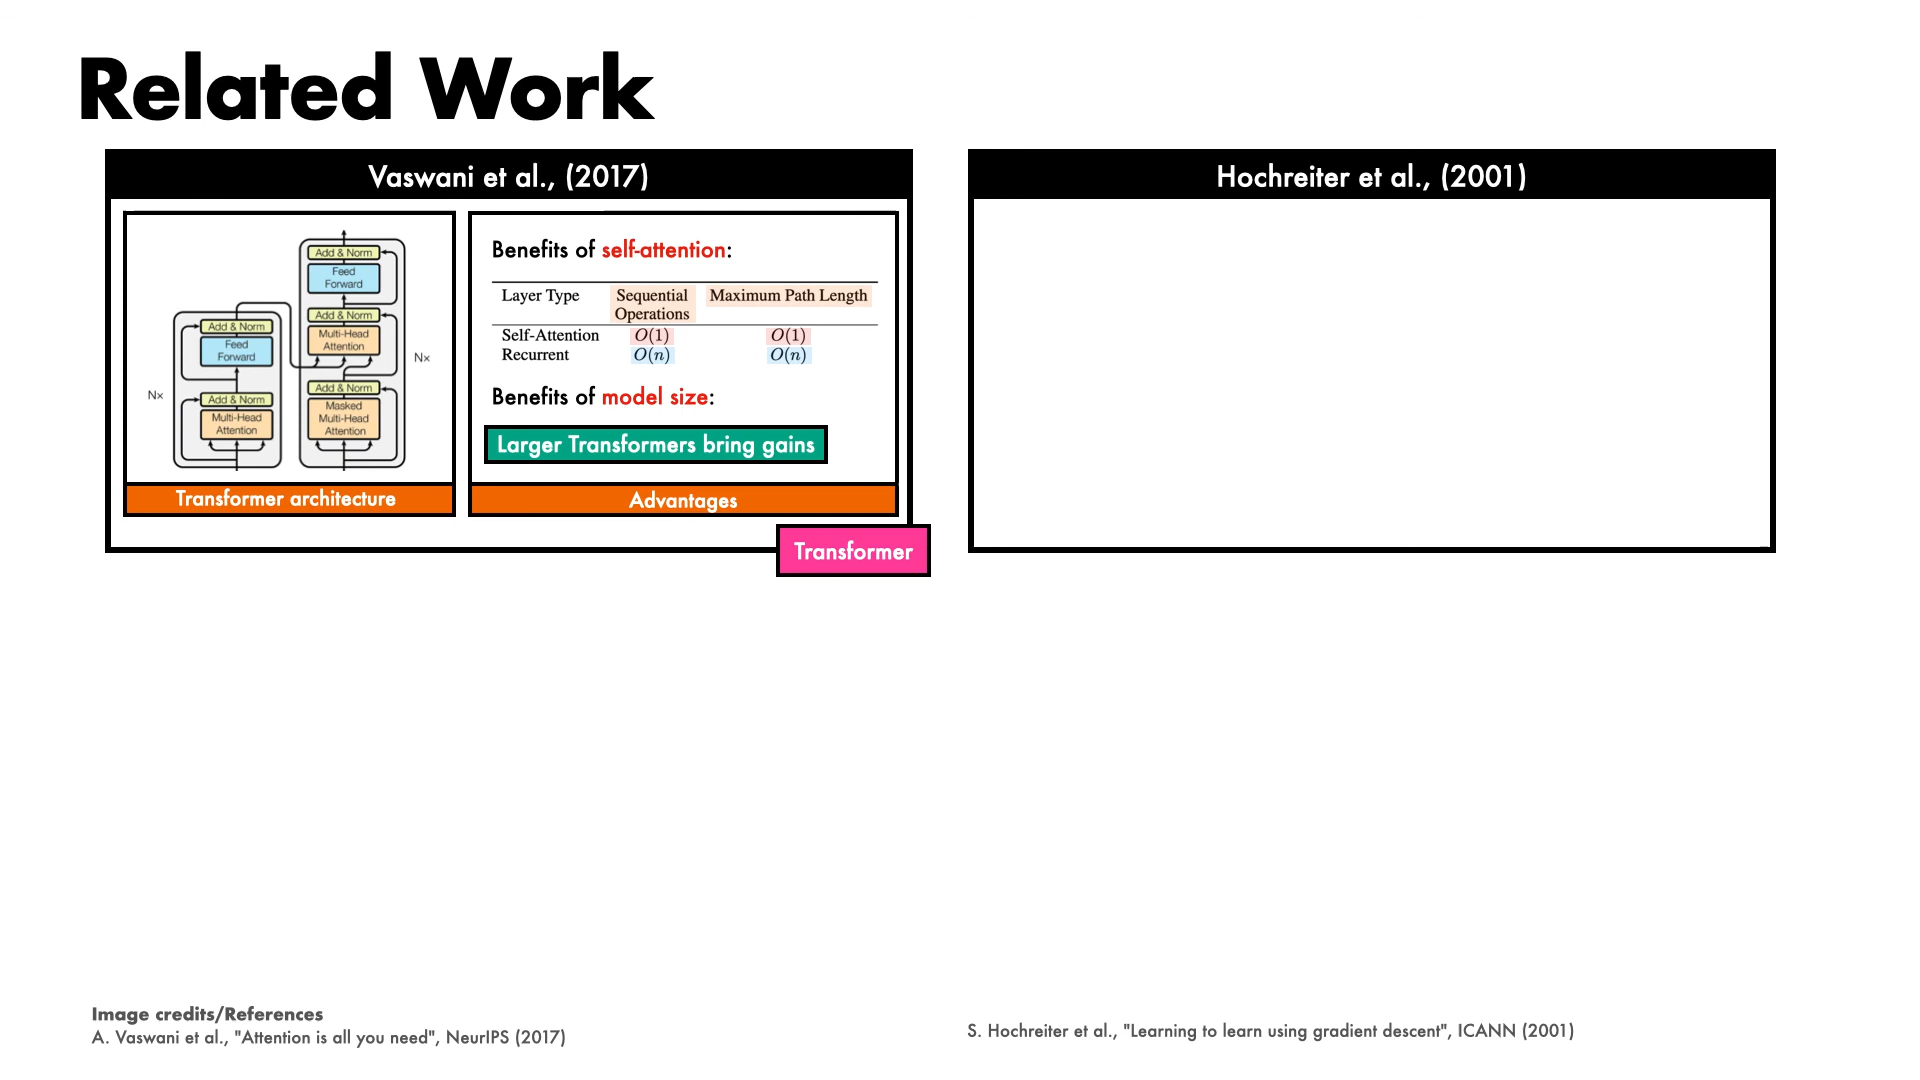 Related Work
Vaswani et al., (2017)
Add & Norm
Feed
Forward
Add & Norm
Multi-Head
Attention
Add & Norm
Masked
Multi-Head
Attention
Nx
Add & Norm
Feed
Forward
Add & Norm
Multi-Head
Attention
Nx
Transformer architecture
Benefits of self-attention:
Layer Type Sequential Maximum Path Length
Operations
Self-Attention O(1) O(1)
Recurrent O(n) O(n)
Benefits of model size:
Larger Transformers bring gains
Advantages
Transformer
Hochreiter et al., (2001)
Image credits/References
A. Vaswani et al., "Attention is all you need", NeurIPS (2017)
S. Hochreiter et al., "Learning to learn using gradient descent", ICANN (2001)